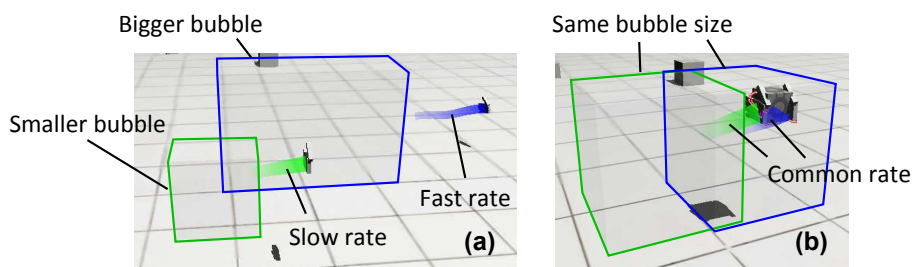 Bigger bubble
Smaller bubble
Slow rate
Fast rate
(a)
Same bubble size
Common rate
(b)